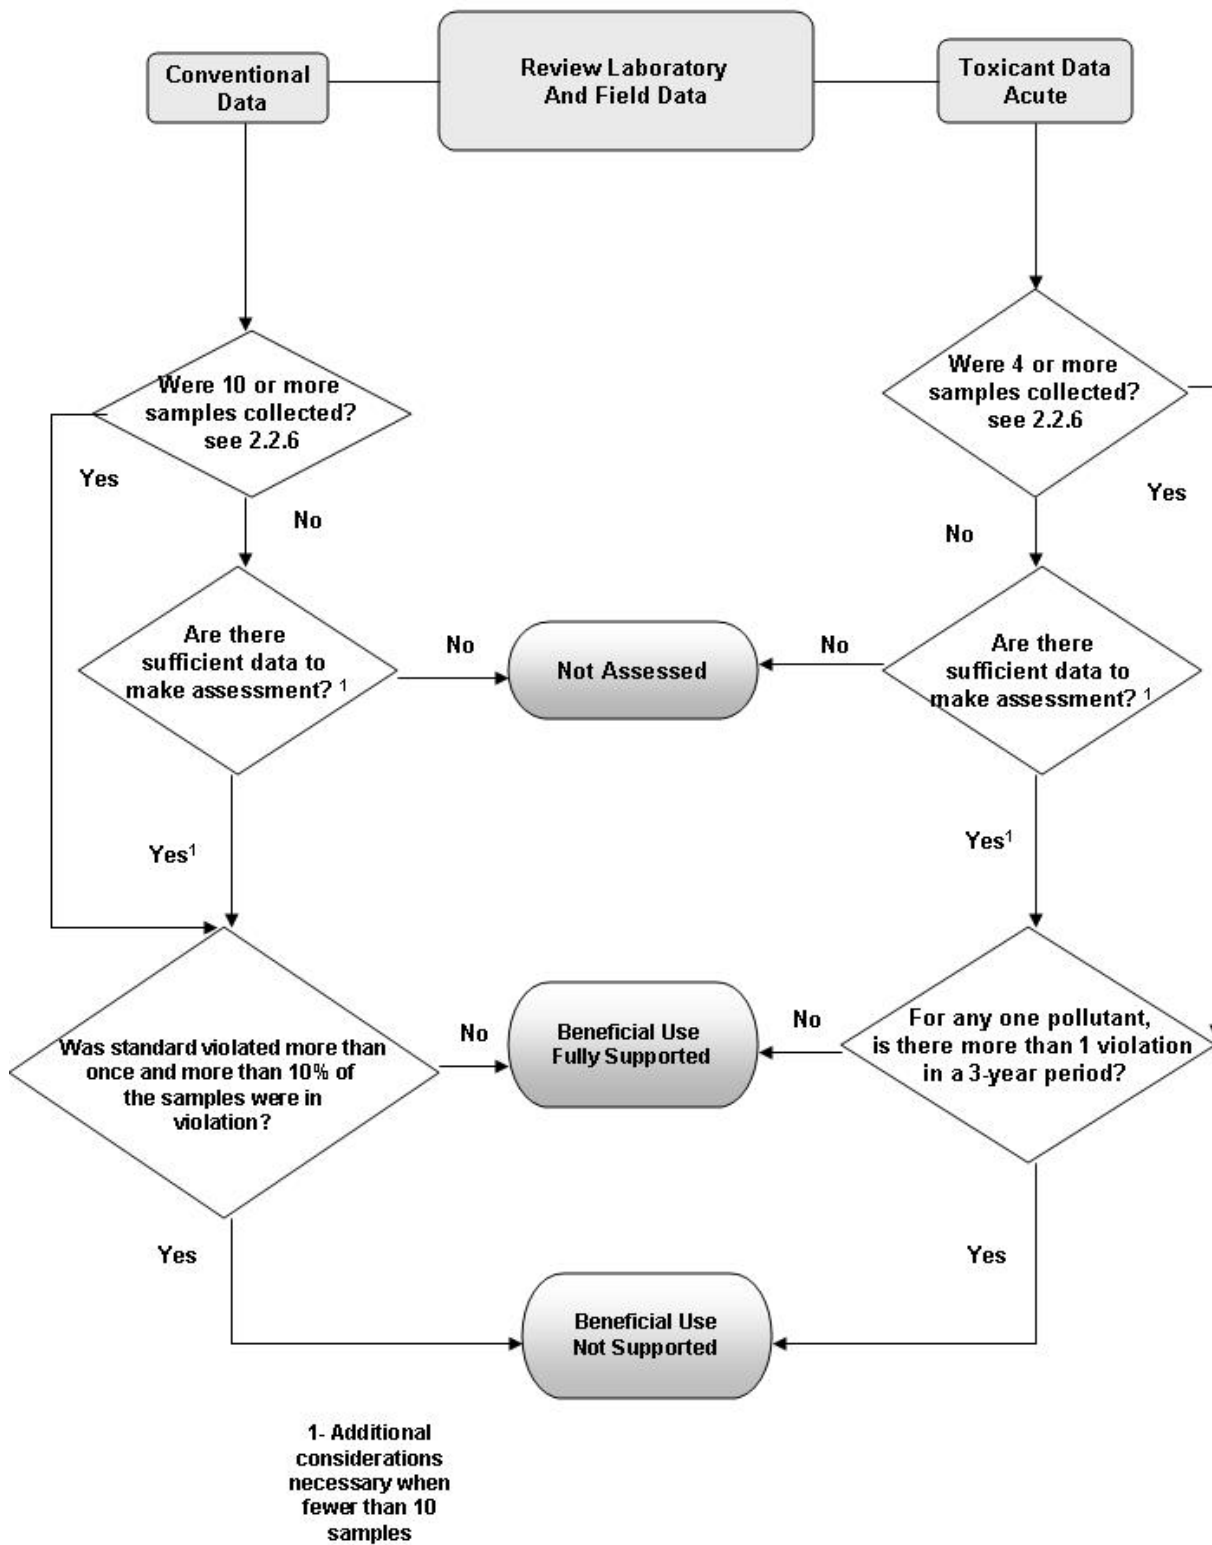 Conventional
Data
Review Laboratory
And Field Data
Toxicant Data
Acute
Were 10 or more
samples collected?
see 2.2.6
Were 4 or more
samples collected?
see 2.2.6
Yes
No
Yes
No
Are there
sufficient data to
make assessment? 1
No
Not Assessed
No
Are there
sufficient data to
make assessment? 1
Yes1
Yes1
Was standard violated more than
once and more than 10% of
the samples were in
violation?
No
Beneficial Use
Fully Supported
No
For any one pollutant,
is there more than 1 violation
in a 3-year period?
Yes
Yes
Beneficial Use
Not Supported
1- Additional
considerations
necessary when
fewer than 10
samples